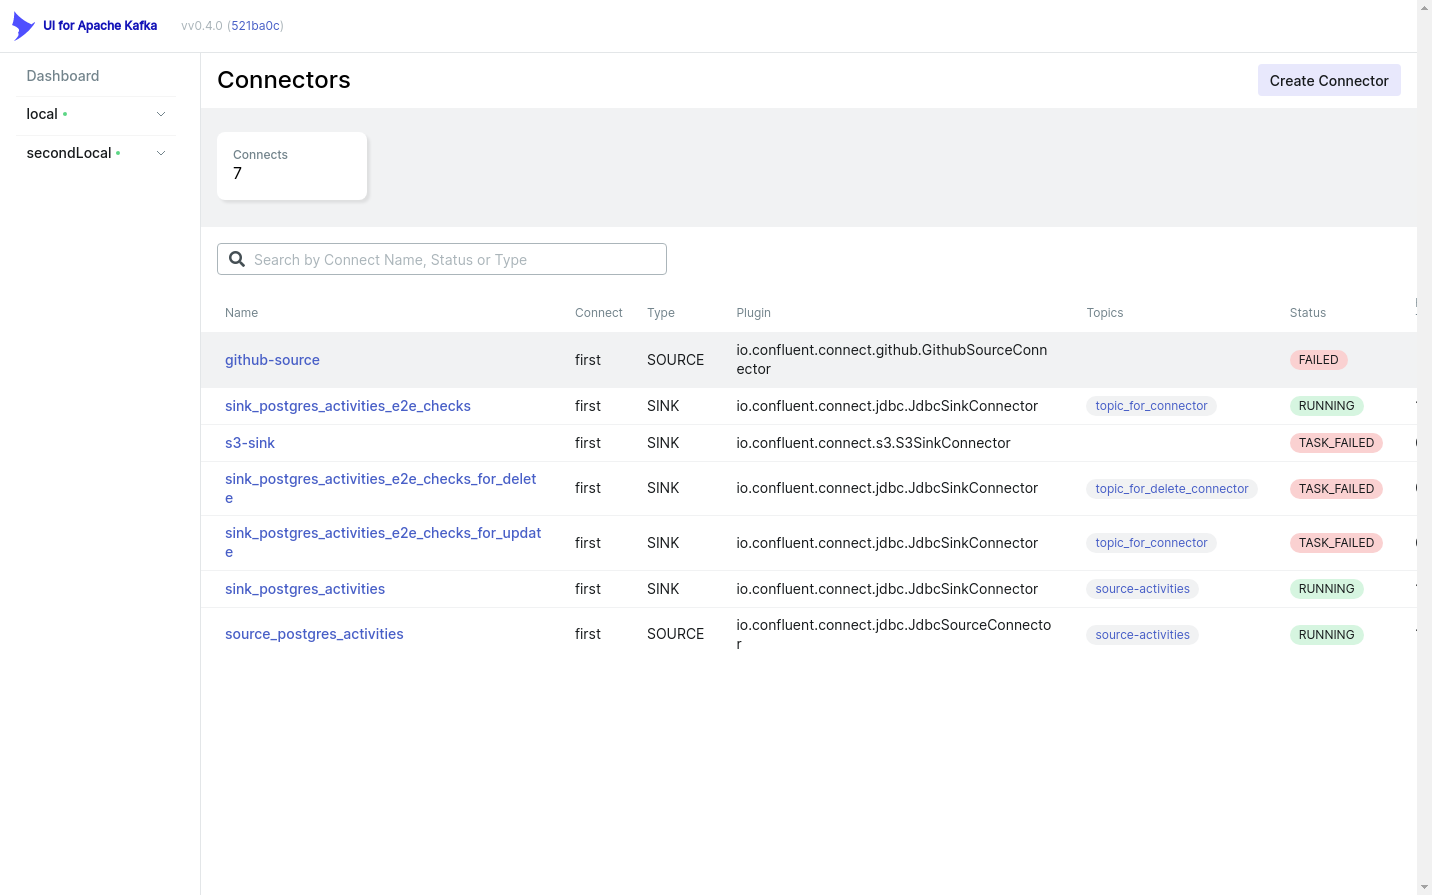 UI for Apache Kafka vv0.4.0 (521ba0c)
Dashboard
local
secondLocal
Connectors
Create Connector
Connects
7
Search by Connect Name, Status or Type
Name Connect Type Plugin Topics Status
github-source first SOURCE io.confluent.connect.github.GithubSourceConn
ector FAILED
sink_postgres_activities_e2e_checks first SINK io.confluent.connect.jdbc.JdbcSinkConnector topic_for_connector RUNNING
s3-sink first SINK io.confluent.connect.s3.S3SinkConnector TASK_FAILED
sink_postgres_activities_e2e_checks_for_delet
e first SINK io.confluent.connect.jdbc.JdbcSinkConnector topic_for_delete_connector TASK_FAILED
sink_postgres_activities_e2e_checks_for_updat
e first SINK io.confluent.connect.jdbc.JdbcSinkConnector topic_for_connector TASK_FAILED
sink_postgres_activities first SINK io.confluent.connect.jdbc.JdbcSinkConnector source-activities RUNNING
source_postgres_activities first SOURCE io.confluent.connect.jdbc.JdbcSourceConnecto
r source-activities RUNNING